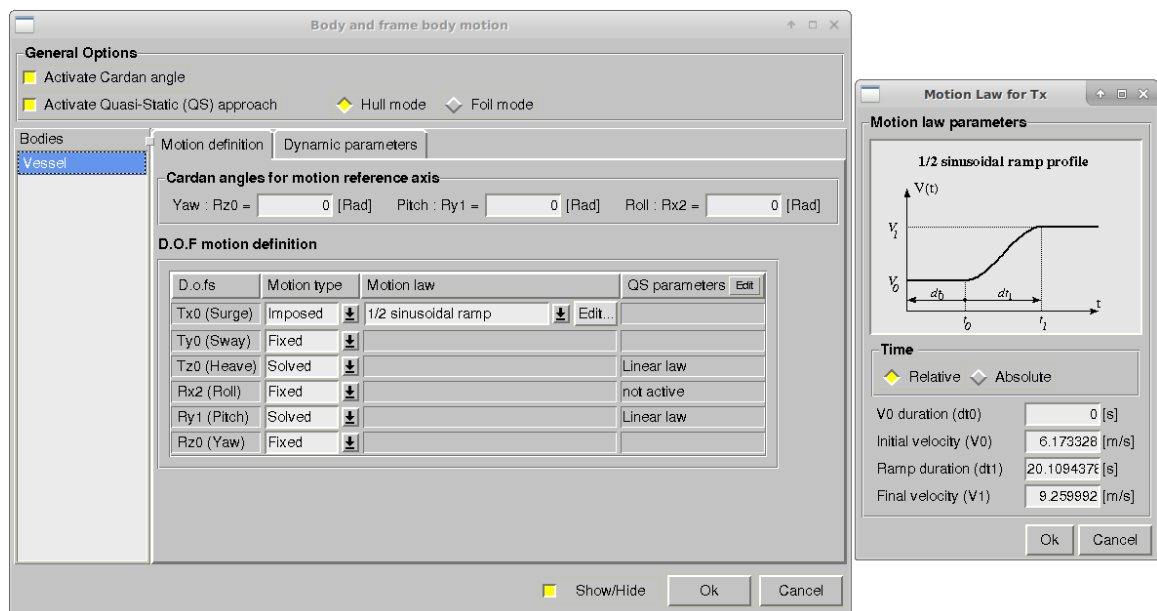 Body and frame body motion
General Options
Activate Cardan angle
Activate Quasi-Static (QS) approach Hull mode Foil mode
Bodies
Vessel
Motion definition Dynamic parameters
Cardan angles for motion reference axis
Yaw : Rz0 = 0 [Rad] Pitch : Ry1 = 0 [Rad] Roll : Rx2 = 0 [Rad]
D.O.F motion definition
D.o.fs Motion type Motion law QS parameters Edit
Tx0 (Surge) Imposed 1/2 sinusoidal ramp Edit...
Ty0 (Sway) Fixed
Tz0 (Heave) Solved Linear law
Rx2 (Roll) Fixed not active
Ry1 (Pitch) Solved Linear law
Rz0 (Yaw) Fixed
Show/Hide Ok Cancel
Motion Law for Tx
Motion law parameters
1/2 sinusoidal ramp profile
V(t)
V1
V0
dt0 dt1
t
t0 t1
Time
Relative Absolute
V0 duration (dt0) 0 [s]
Initial velocity (V0) 6.173328 [m/s]
Ramp duration (dt1) 20.1094378 [s]
Final velocity (V1) 9.259992 [m/s]
Ok Cancel